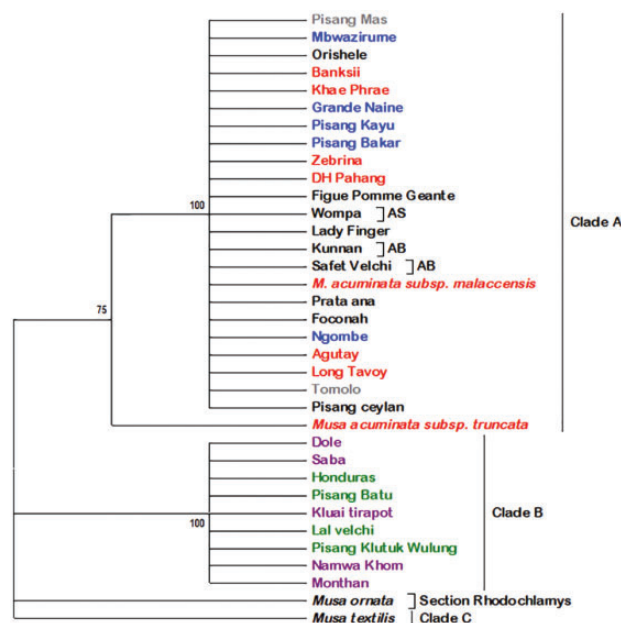 Pisang Mas
Mbwazirume
Orishele
Banksii
Khae Phrae
Grande Naine
Pisang Kayu
Pisang Bakar
Zebrina
DH Pahang
100
Figue Pomme Geante
Wompa ] AS
Clade A
Lady Finger
Kunnan ] AB
Safet Velchi ] AB
M. acuminata subsp. malaccensis
Prata ana
75
Foconah
Ngombe
Agutay
Long Tavoy
Tomolo
Pisang ceylan
Musa acuminata subsp. truncata
Dole
Saba
Honduras
Pisang Batu
Kluai tirapot
Clade B
100
Lal velchi
Pisang Klutuk Wulung
Namwa Khom
Monthan
Musa ornata ] Section Rhodochlamys
Musa textilis | Clade C